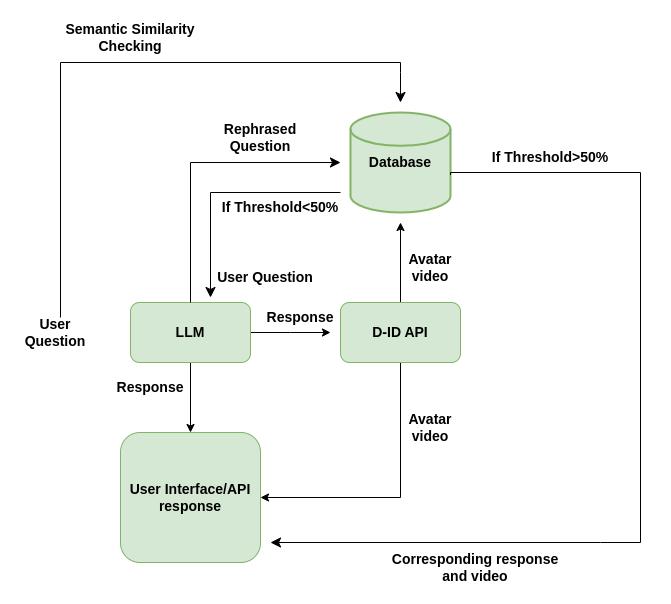 Semantic Similarity
Checking
Rephrased
Question
Database
If Threshold>50%
If Threshold<50%
Avatar
video
User Question
User
Question
LLM
Response
D-ID API
Response
Avatar
video
User Interface/API
response
Corresponding response
and video